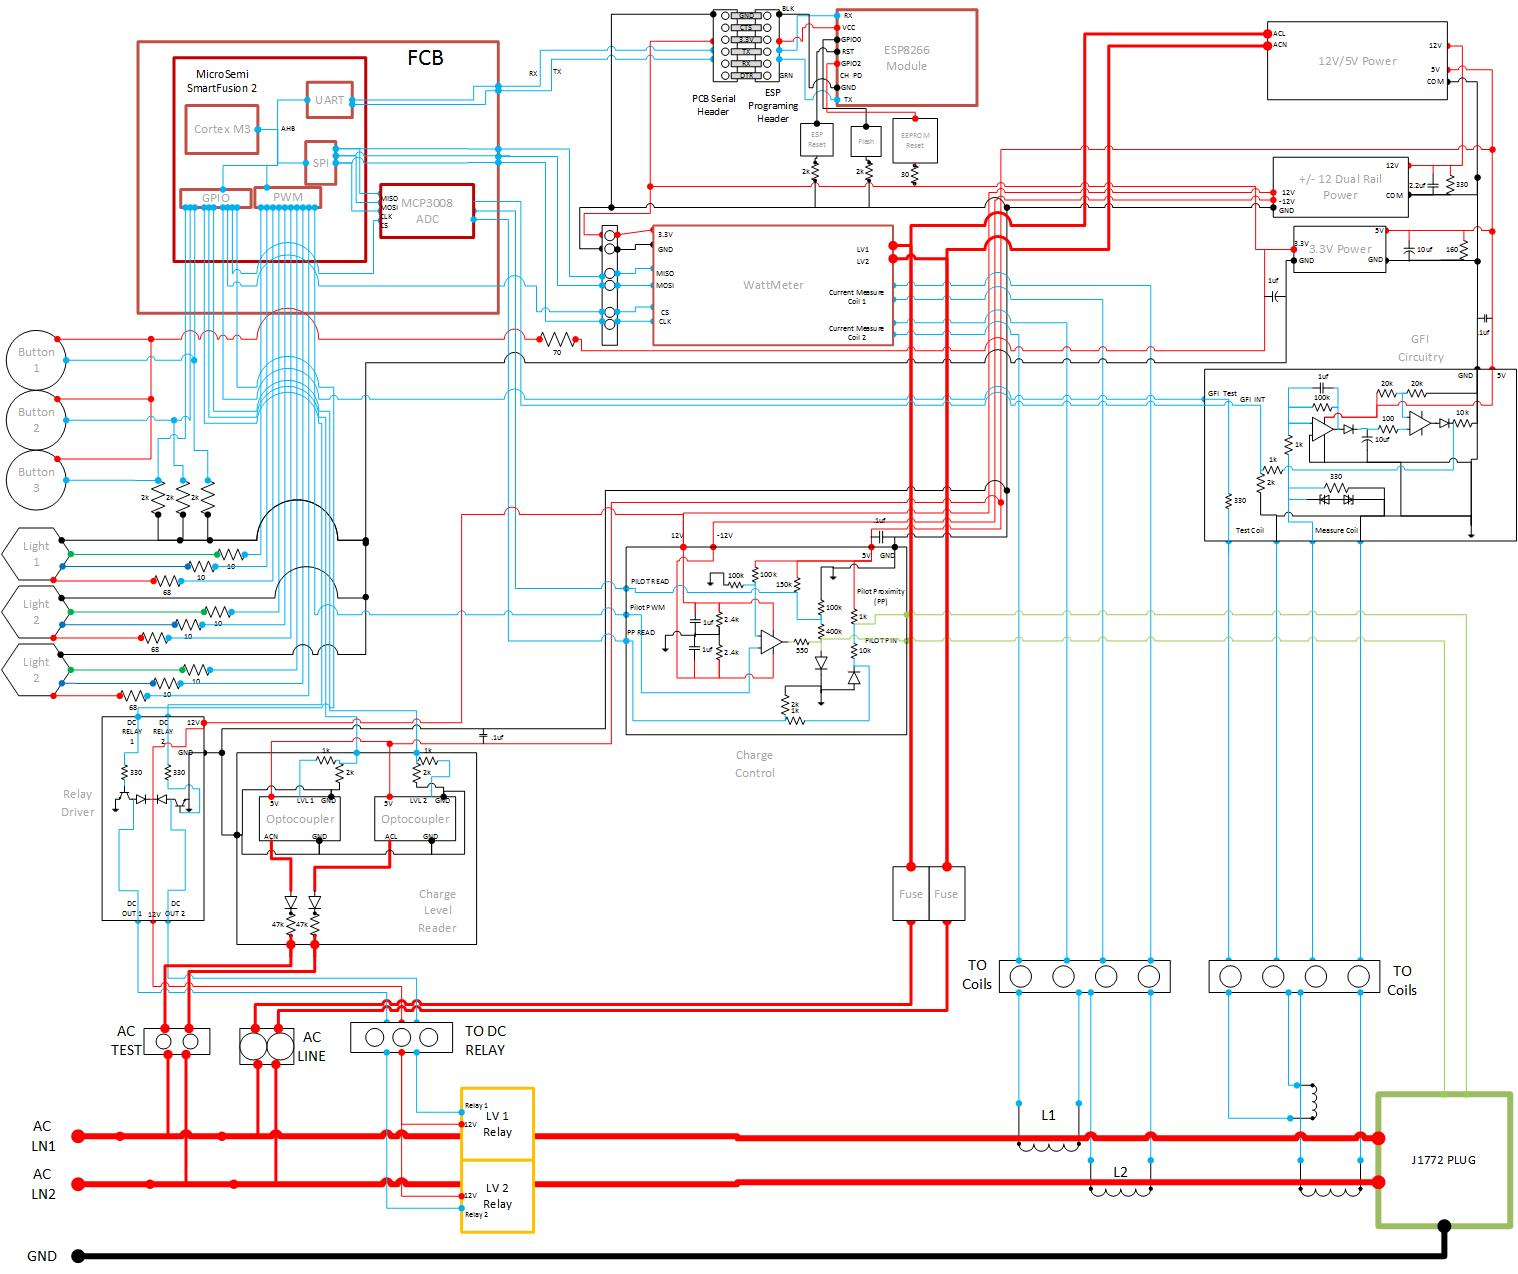 FCB
MicroSemi
SmartFusion 2
UART
Cortex M3
AHB
SPI
GPIO
PWM
MCP3008
ADC
MISO
MOSI
CLK
CS
RX
TX
BLK
GND
CTS
3.3V
TX
RX
DTR
GRN
PCB Serial
Header
ESP
Programing
Header
RX
VCC
GPIO0
RST
GPIO2
CH PD
GND
TX
ESP8266
Module
ESP
Reset
Flash
EEPROM
Reset
2k
2k
30
ACL
ACN
12V/5V Power
12V
5V
COM
+/- 12 Dual Rail
Power
12V
-12V
GND
12V
COM
2.2uf
330
3.3V Power
3.3V
GND
5V
GND
10uf
160
1uf
.1uf
3.3V
GND
MISO
MOSI
CS
CLK
WattMeter
LV1
LV2
Current Measure
Coil 1
Current Measure
Coil 2
70
Button
1
Button
2
Button
3
2k
2k
2k
Light
1
10
10
68
Light
2
10
10
68
Light
2
10
10
68
GFI
Circuitry
GND
5V
GFI Test
GFI INT
1uf
100k
20k
20k
100
10uf
10k
1k
1k
2k
330
330
Test Coil
Measure Coil
12V
-12V
.1uf
5V
GND
PILOT READ
Pilot PWM
PP READ
100k
100k
150k
100k
400k
1uf
1uf
2.4k
2.4k
550
1k
10k
2k
1k
Pilot Proximity
(PP)
PILOT PIN
Charge
Control
DC
RELAY
1
DC
RELAY
2
12V
GND
330
330
Relay
Driver
DC
OUT 1
12V
DC
OUT 2
.1uf
1k
2k
1k
2k
5V
LVL 1
GND
Optocoupler
ACN
GND
5V
LVL 2
GND
Optocoupler
ACL
GND
47k
47k
Charge
Level
Reader
Fuse
Fuse
TO
Coils
TO
Coils
AC
TEST
AC
LINE
TO DC
RELAY
AC
LN1
AC
LN2
Relay 1
12V
LV 1
Relay
12V
Relay 2
LV 2
Relay
L1
L2
J1772 PLUG
GND